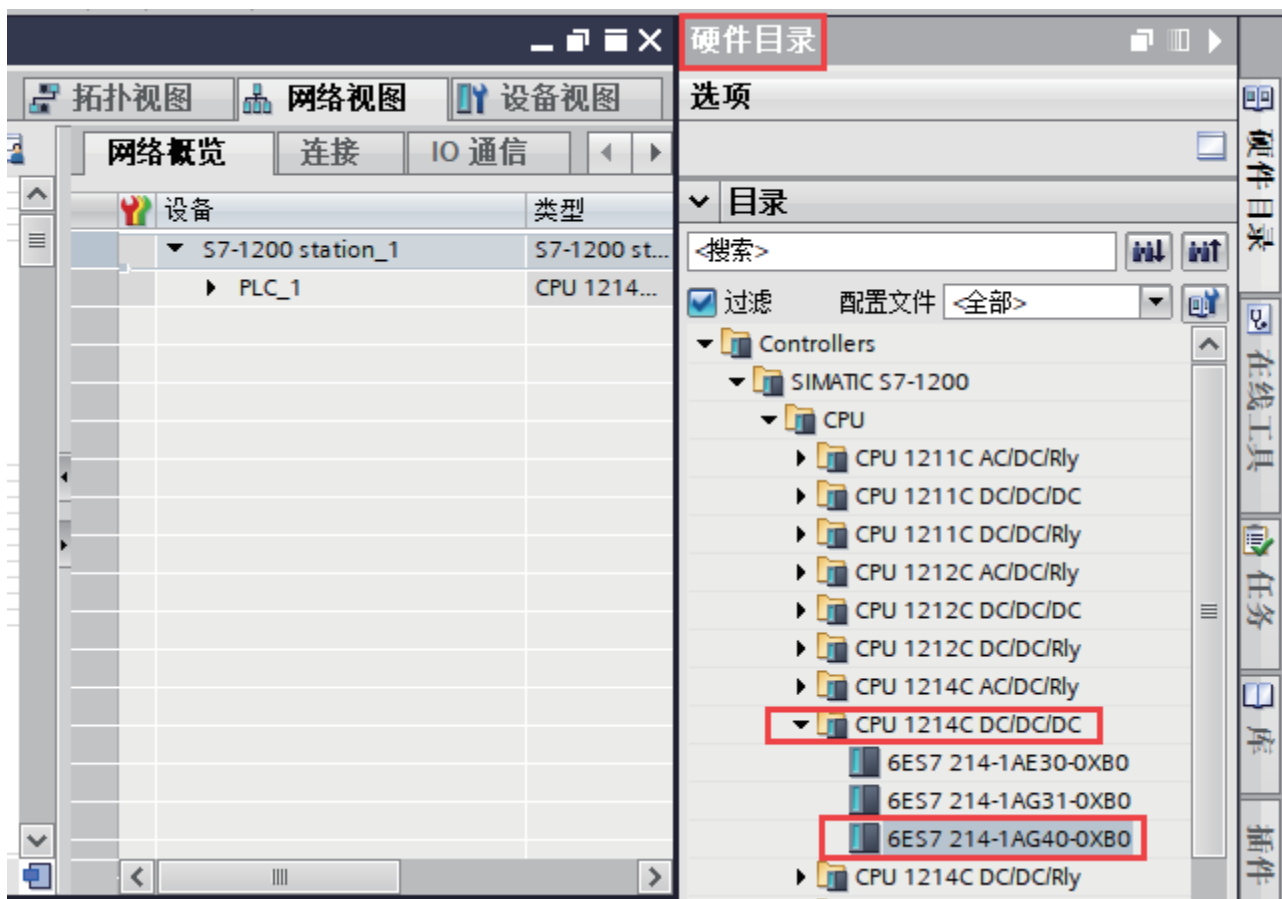 硬件目录
拓扑视图 网络视图 设备视图
选项
网络概览 连接 IO 通信
目录
设备 类型
<搜索>
S7-1200 station_1 S7-1200 st...
PLC_1 CPU 1214...
过滤 配置文件 <全部>
Controllers
SIMATIC S7-1200
CPU
CPU 1211C AC/DC/Rly
CPU 1211C DC/DC/DC
CPU 1211C DC/DC/Rly
CPU 1212C AC/DC/Rly
CPU 1212C DC/DC/DC
CPU 1212C DC/DC/Rly
CPU 1214C AC/DC/Rly
CPU 1214C DC/DC/DC
6ES7 214-1AE30-0XB0
6ES7 214-1AG31-0XB0
6ES7 214-1AG40-0XB0
CPU 1214C DC/DC/Rly
硬件目录
在线工具
任务
库
插件